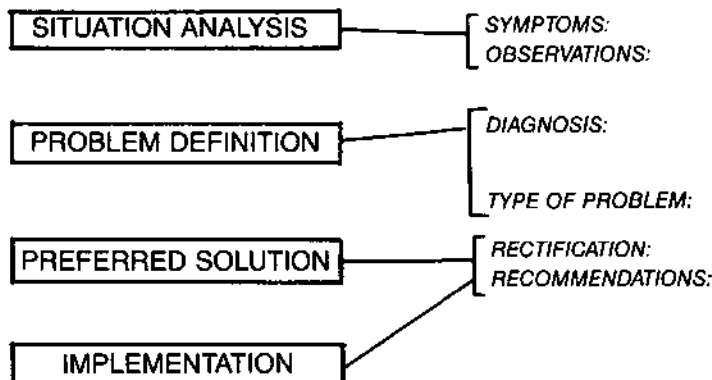 SITUATION ANALYSIS
SYMPTOMS:
OBSERVATIONS:
PROBLEM DEFINITION
DIAGNOSIS:
TYPE OF PROBLEM:
PREFERRED SOLUTION
RECTIFICATION:
RECOMMENDATIONS:
IMPLEMENTATION